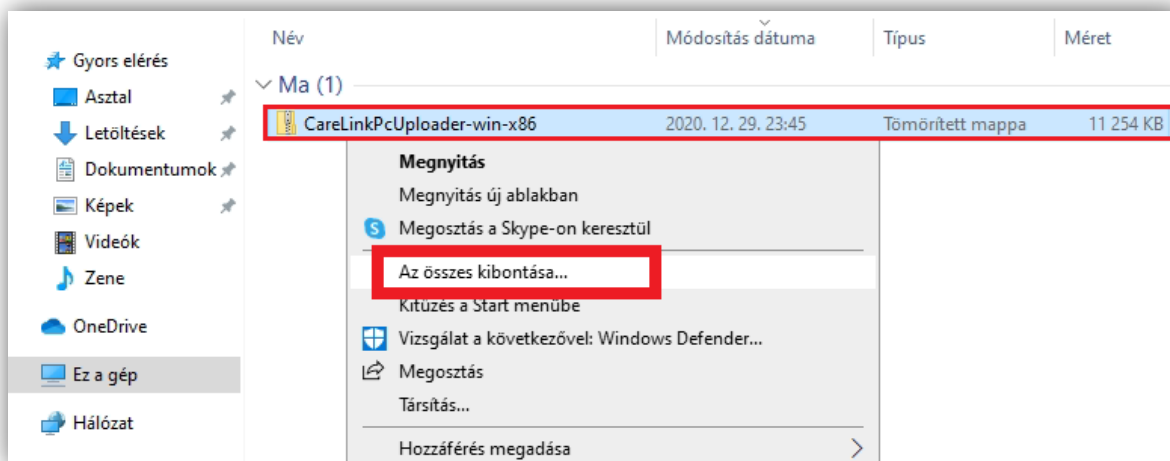 Név Módosítás dátuma Típus Méret
Gyors elérés
Ma (1)
Asztal
CareLinkPcUploader-win-x86 2020. 12. 29. 23:45 Tömörített mappa 11 254 KB
Letöltések
Megnyitás
Dokumentumok
Megnyitás új ablakban
Képek
Megosztás a Skype-on keresztül
Videók
Az összes kibontása...
Zene
Kitűzés a Start menübe
OneDrive
Vizsgálat a következővel: Windows Defender...
Ez a gép
Megosztás
Társítás...
Hálózat
Hozzáférés megadása